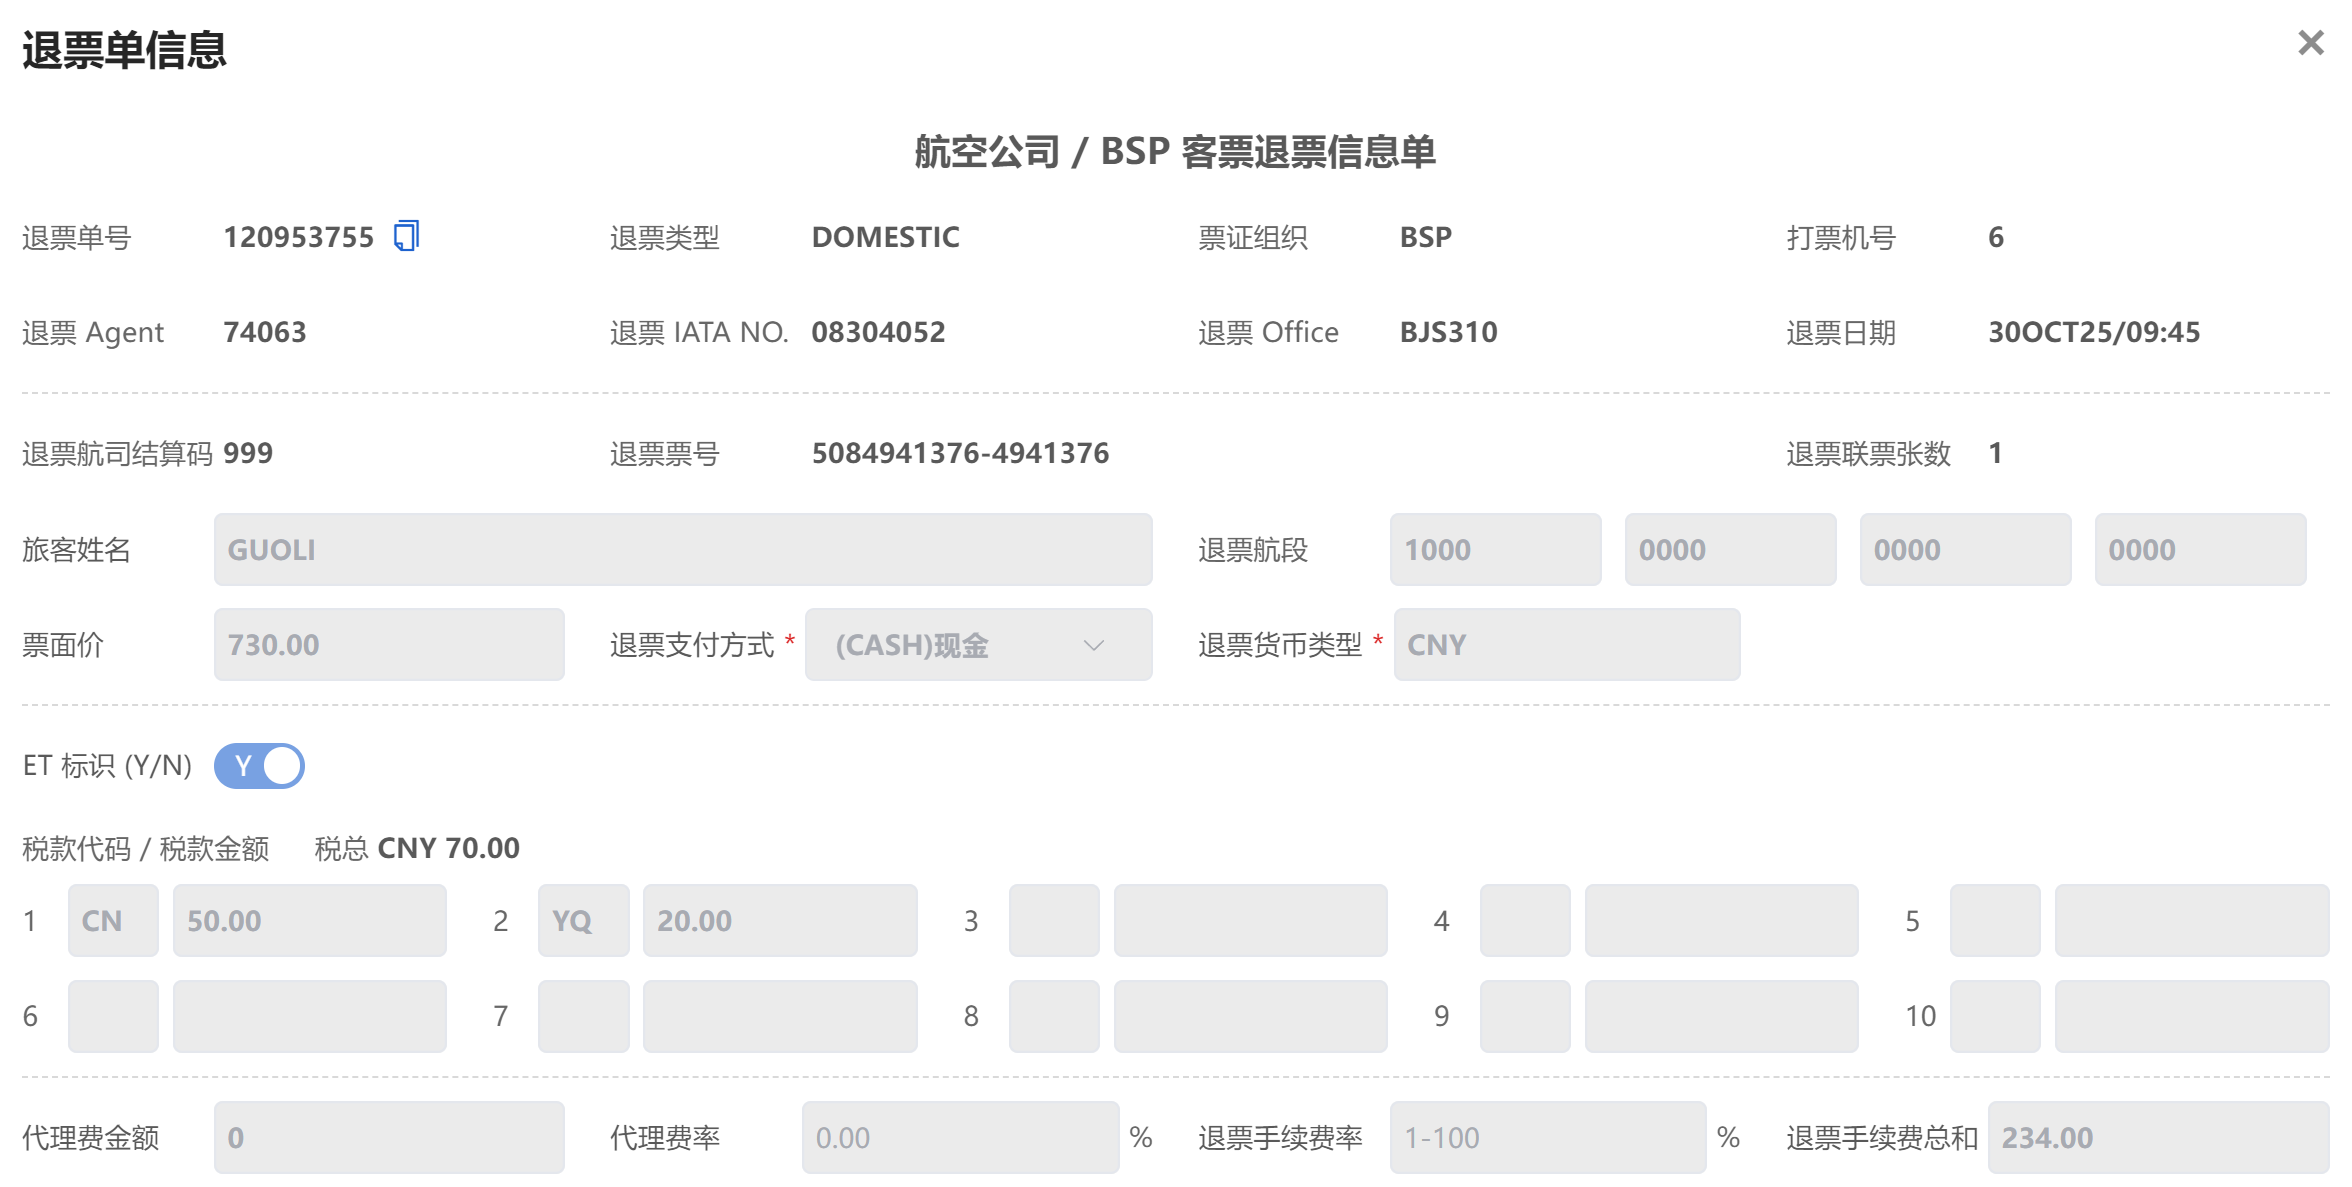 退票单信息
航空公司 / BSP 客票退票信息单
退票单号 120953755 退票类型 DOMESTIC 票证组织 BSP 打票机号 6
退票 Agent 74063 退票 IATA NO. 08304052 退票 Office BJS310 退票日期 30OCT25/09:45
退票航司结算码 999 退票票号 5084941376-4941376 退票联票张数 1
旅客姓名 GUOLI 退票航段 1000 0000 0000 0000
票面价 730.00 退票支付方式 * (CASH)现金 退票货币类型 * CNY
ET 标识 (Y/N) Y
税款代码 / 税款金额 税总 CNY 70.00
1 CN 50.00 2 YQ 20.00 3 4 5
6 7 8 9 10
代理费金额 0 代理费率 0.00 % 退票手续费率 1-100 % 退票手续费总和 234.00